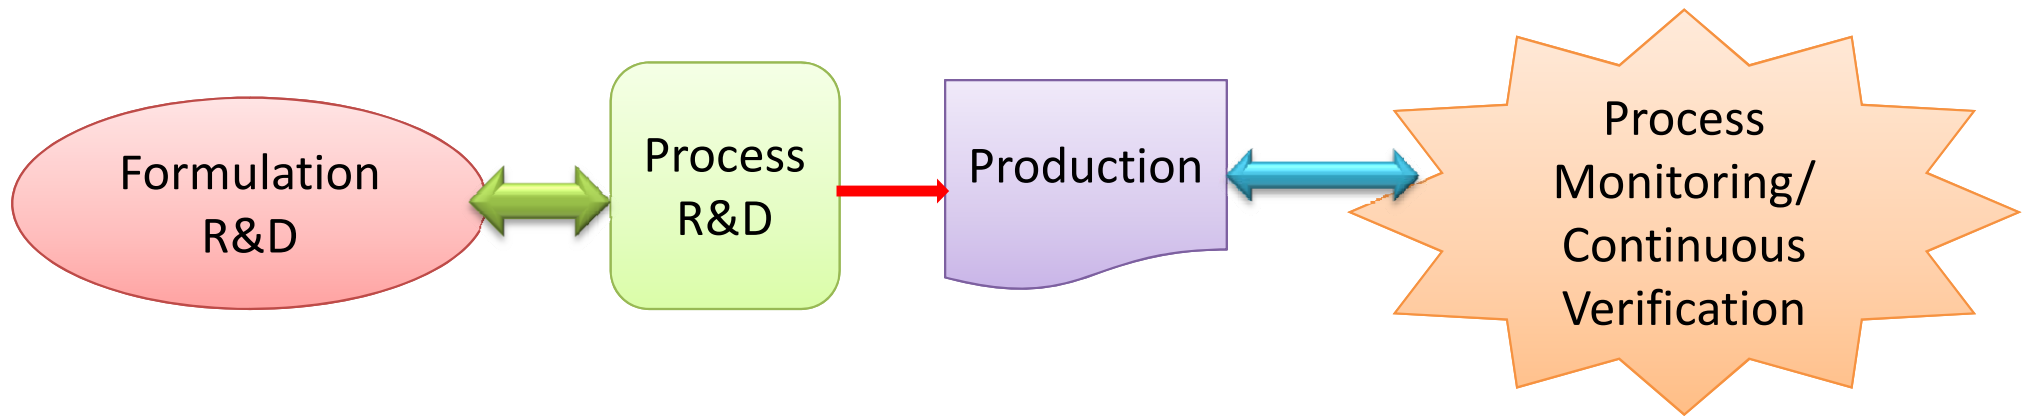 Formulation
R&D
Process
R&D
Production
Process
Monitoring/
Continuous
Verification